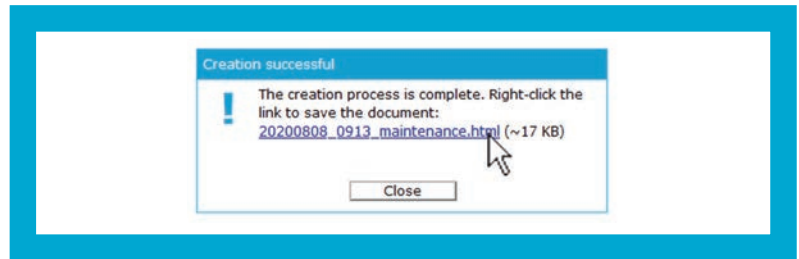 Creation successful
The creation process is complete. Right-click the
link to save the document:
20200808_0913_maintenance.html (~17 KB)
Close